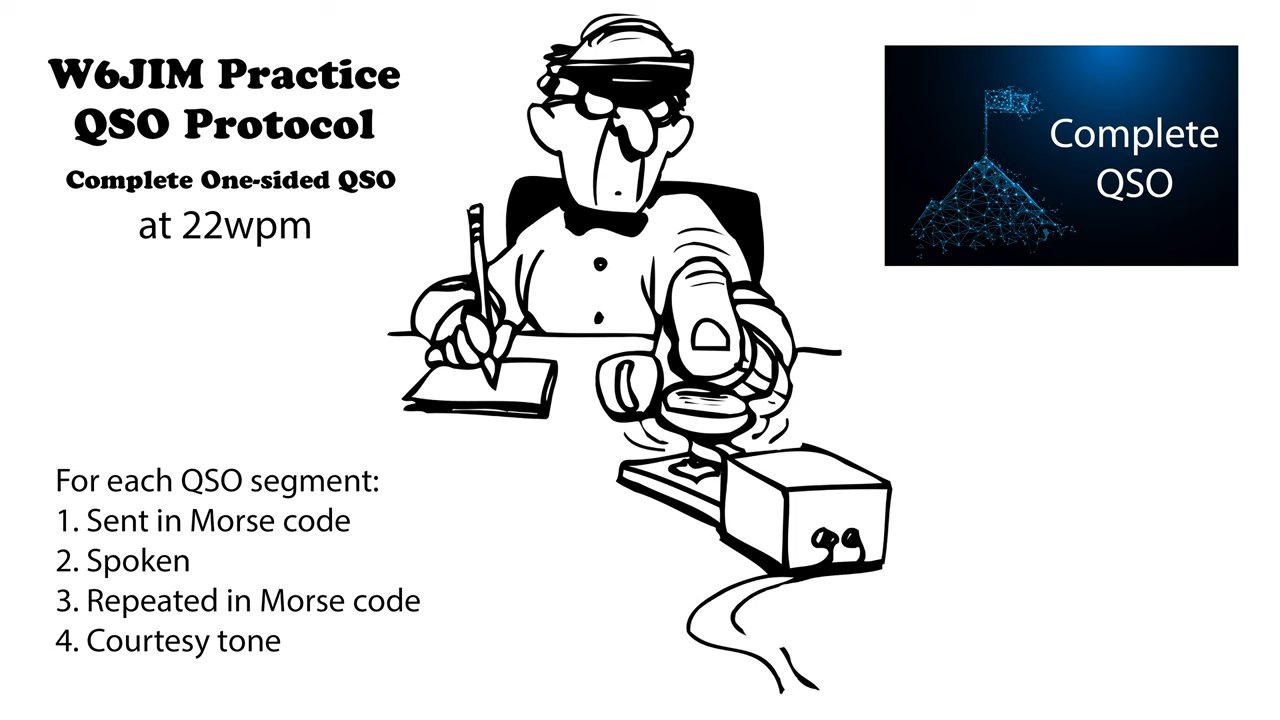 W6JIM Practice
QSO Protocol
Complete One-sided QSO
at 22wpm
Complete
QSO
For each QSO segment:
1. Sent in Morse code
2. Spoken
3. Repeated in Morse code
4. Courtesy tone